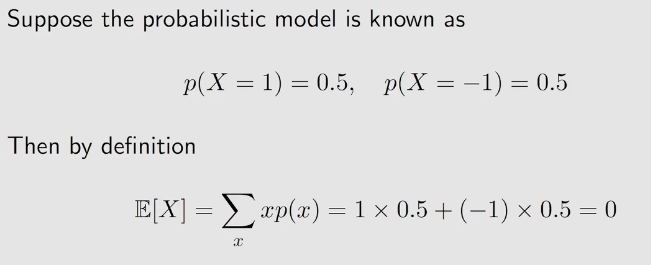 Suppose the probabilistic model is known as
p(X = 1) = 0.5, p(X = −1) = 0.5
Then by definition
𝔼[X] = ∑ₓ xp(x) = 1 × 0.5 + (−1) × 0.5 = 0